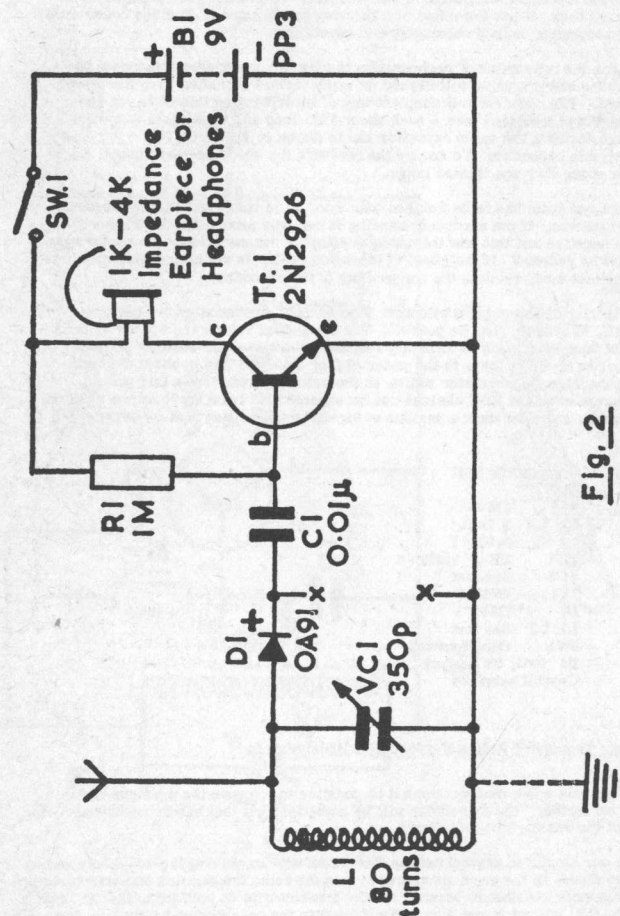 SW.1
+
B1
9V
PP3
−
1K-4K
Impedance
Earpiece or
Headphones
Tr.1
2N2926
c
b
e
R1
1M
C1
0.01µ
D1
+
OA91
x
x
VC1
350p
L1
80
turns
Fig. 2